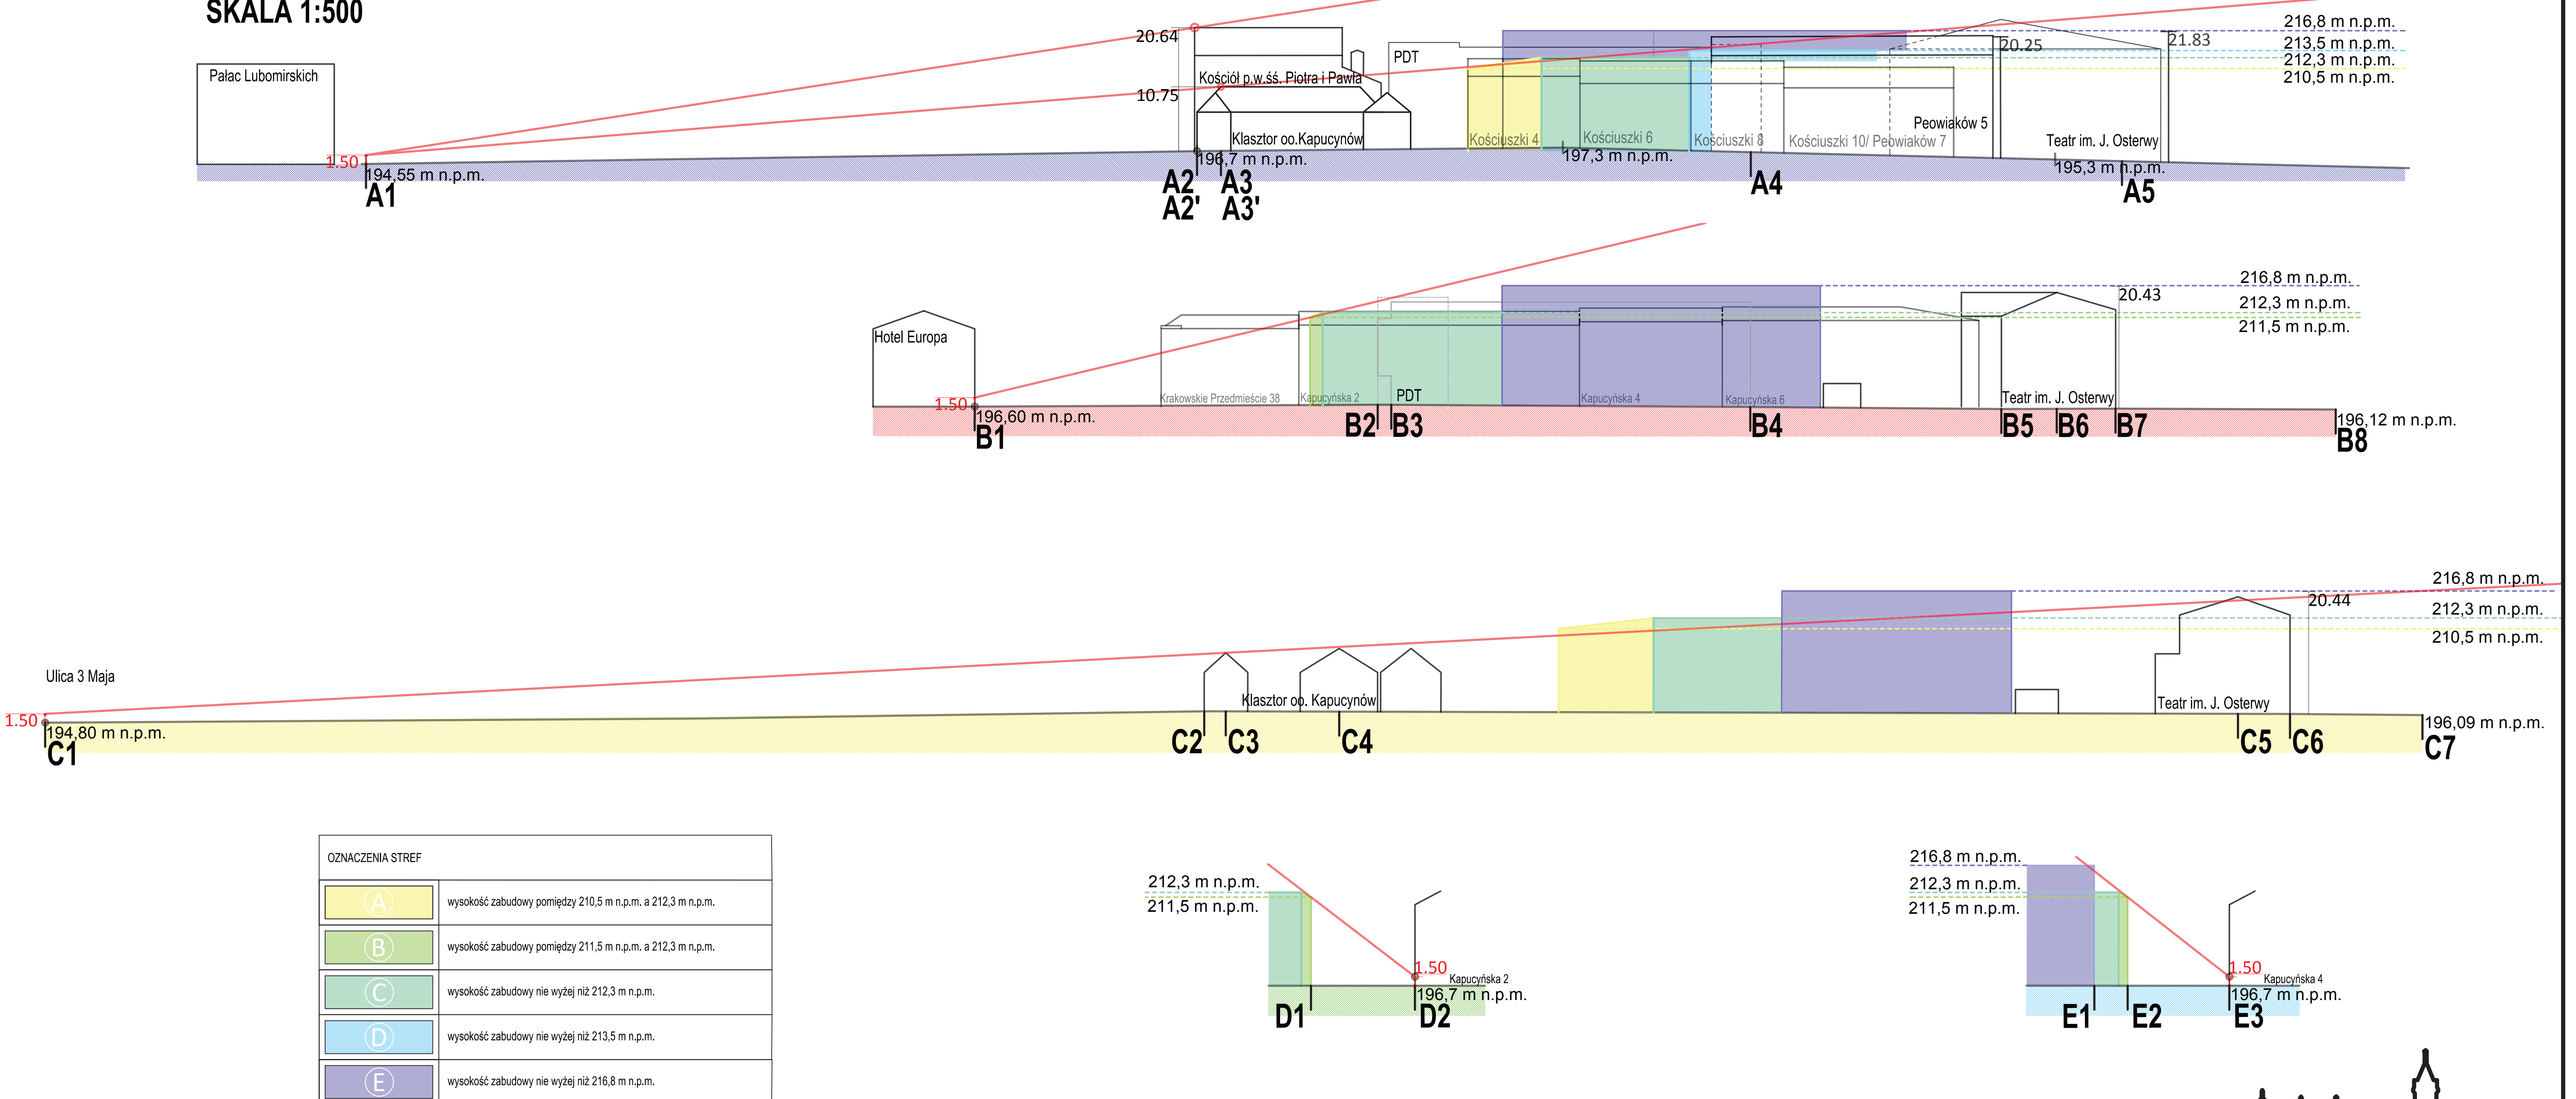 SKALA 1:500
216,8 m n.p.m.
20.64
21.83
213,5 m n.p.m.
20.25
PDT
212,3 m n.p.m.
Pałac Lubomirskich
Kościół p.w.śś. Piotra i Pawła
210,5 m n.p.m.
10.75
Peowiaków 5
Klasztor oo.Kapucynów
Kościuszki 4
Kościuszki 6
Kościuszki 8
Kościuszki 10/ Peowiaków 7
Teatr im. J. Osterwy
1.50
196,7 m n.p.m.
197,3 m n.p.m.
195,3 m n.p.m.
194,55 m n.p.m.
A1
A2
A3
A4
A5
A2'
A3'
216,8 m n.p.m.
20.43
212,3 m n.p.m.
211,5 m n.p.m.
Hotel Europa
Krakowskie Przedmieście 38
Kapucyńska 2
PDT
Kapucyńska 4
Kapucyńska 6
Teatr im. J. Osterwy
1.50
196,60 m n.p.m.
196,12 m n.p.m.
B1
B2
B3
B4
B5
B6
B7
B8
216,8 m n.p.m.
20.44
212,3 m n.p.m.
210,5 m n.p.m.
Ulica 3 Maja
Klasztor oo. Kapucynów
Teatr im. J. Osterwy
1.50
194,80 m n.p.m.
196,09 m n.p.m.
C1
C2
C3
C4
C5
C6
C7
OZNACZENIA STREF
A
wysokość zabudowy pomiędzy 210,5 m n.p.m. a 212,3 m n.p.m.
B
wysokość zabudowy pomiędzy 211,5 m n.p.m. a 212,3 m n.p.m.
C
wysokość zabudowy nie wyżej niż 212,3 m n.p.m.
D
wysokość zabudowy nie wyżej niż 213,5 m n.p.m.
E
wysokość zabudowy nie wyżej niż 216,8 m n.p.m.
212,3 m n.p.m.
211,5 m n.p.m.
1.50
Kapucyńska 2
196,7 m n.p.m.
D1
D2
216,8 m n.p.m.
212,3 m n.p.m.
211,5 m n.p.m.
1.50
Kapucyńska 4
196,7 m n.p.m.
E1
E2
E3